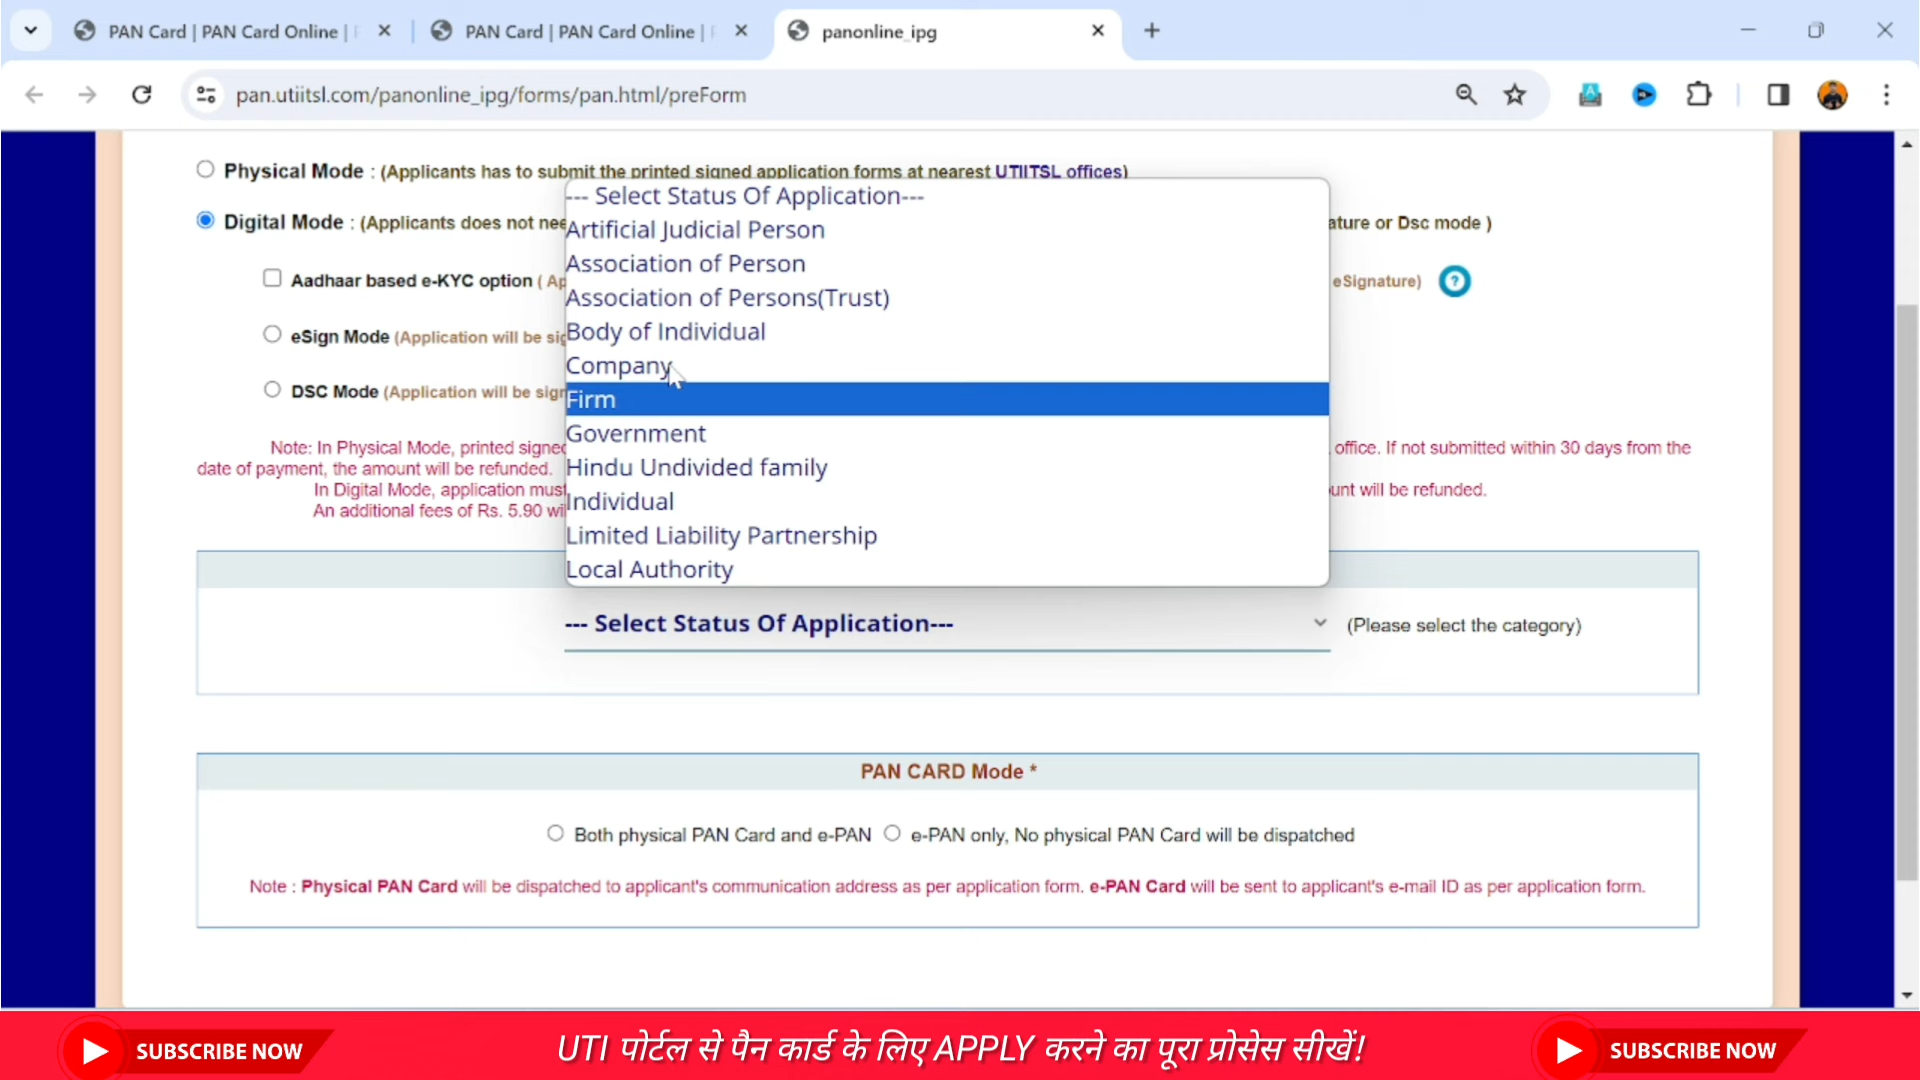 PAN Card | PAN Card Online |
PAN Card | PAN Card Online |
panonline_ipg
pan.utiitsl.com/panonline_ipg/forms/pan.html/preForm
Physical Mode : (Applicants has to submit the printed signed application forms at nearest UTIITSL offices)
--- Select Status Of Application---
Digital Mode : (Applicants does not nee
ature or Dsc mode )
Artificial Judicial Person
Association of Person
Aadhaar based e-KYC option ( Ap
eSignature)
?
Association of Persons(Trust)
Body of Individual
eSign Mode (Application will be sig
Company
DSC Mode (Application will be sign
Firm
Government
Note: In Physical Mode, printed signed
office. If not submitted within 30 days from the
date of payment, the amount will be refunded.
Hindu Undivided family
In Digital Mode, application must
unt will be refunded.
Individual
An additional fees of Rs. 5.90 wi
Limited Liability Partnership
Local Authority
--- Select Status Of Application---
(Please select the category)
PAN CARD Mode *
Both physical PAN Card and e-PAN
e-PAN only, No physical PAN Card will be dispatched
Note : Physical PAN Card will be dispatched to applicant's communication address as per application form. e-PAN Card will be sent to applicant's e-mail ID as per application form.
SUBSCRIBE NOW
UTI पोर्टल से पैन कार्ड के लिए APPLY करने का पूरा प्रोसेस सीखें!
SUBSCRIBE NOW